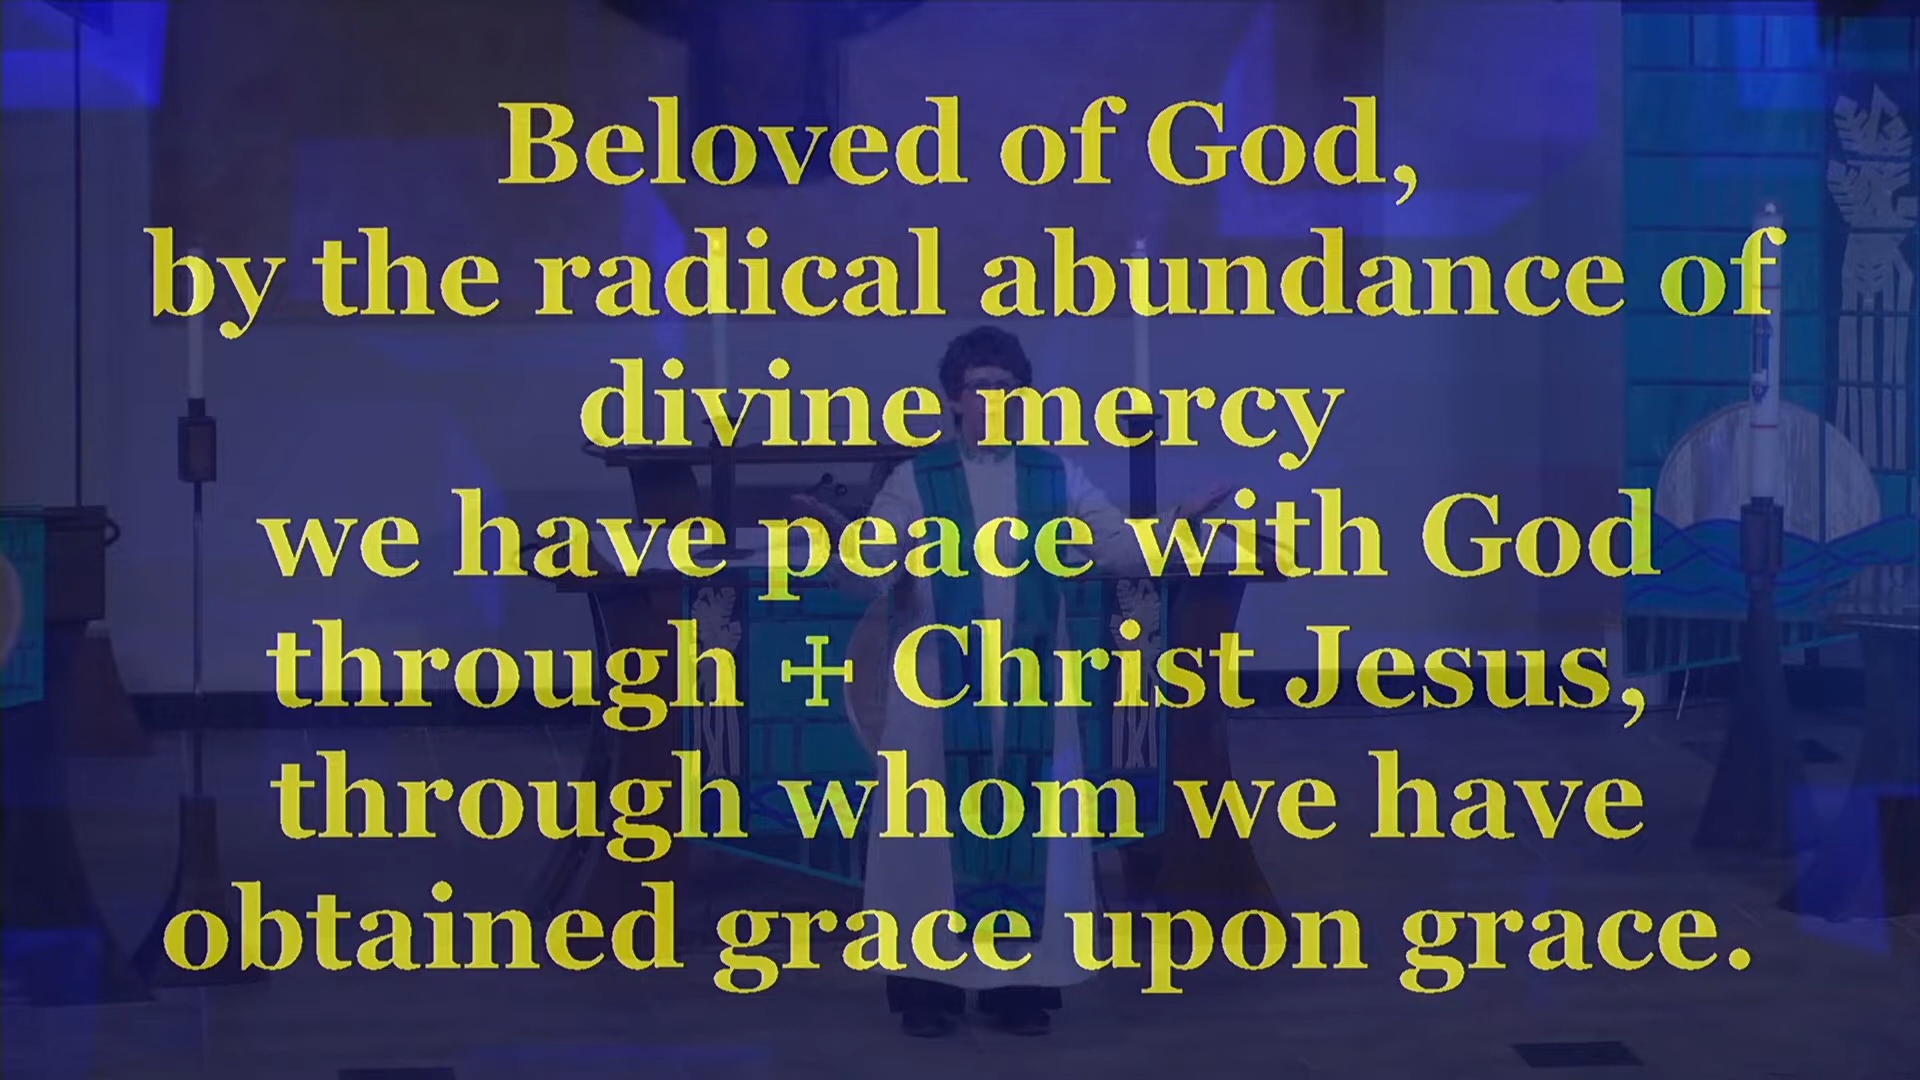 Beloved of God,
by the radical abundance of
divine mercy
we have peace with God
through ☩ Christ Jesus,
through whom we have
obtained grace upon grace.